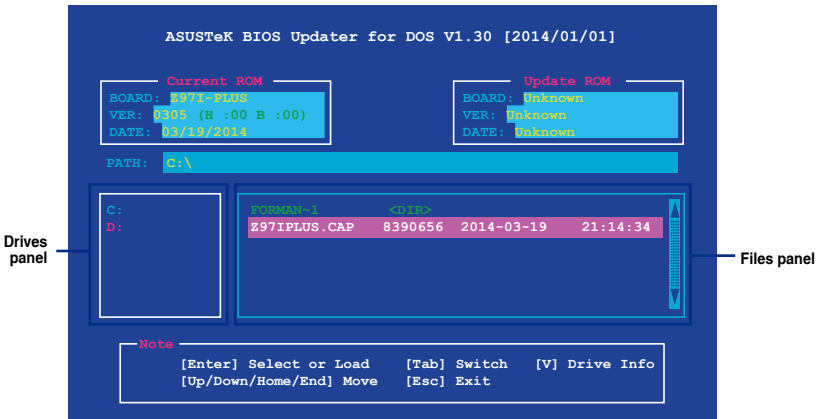 ASUSTeK BIOS Updater for DOS V1.30 [2014/01/01]
Current ROM
BOARD: Z97I-PLUS
VER: 0305 (H :00 B :00)
DATE: 03/19/2014
Update ROM
BOARD: Unknown
VER: Unknown
DATE: Unknown
PATH: C:\
Drives panel
C:
D:
FORMAN~1 <DIR>
Z97IPLUS.CAP 8390656 2014-03-19 21:14:34
Files panel
Note
[Enter] Select or Load [Tab] Switch [V] Drive Info
[Up/Down/Home/End] Move [Esc] Exit